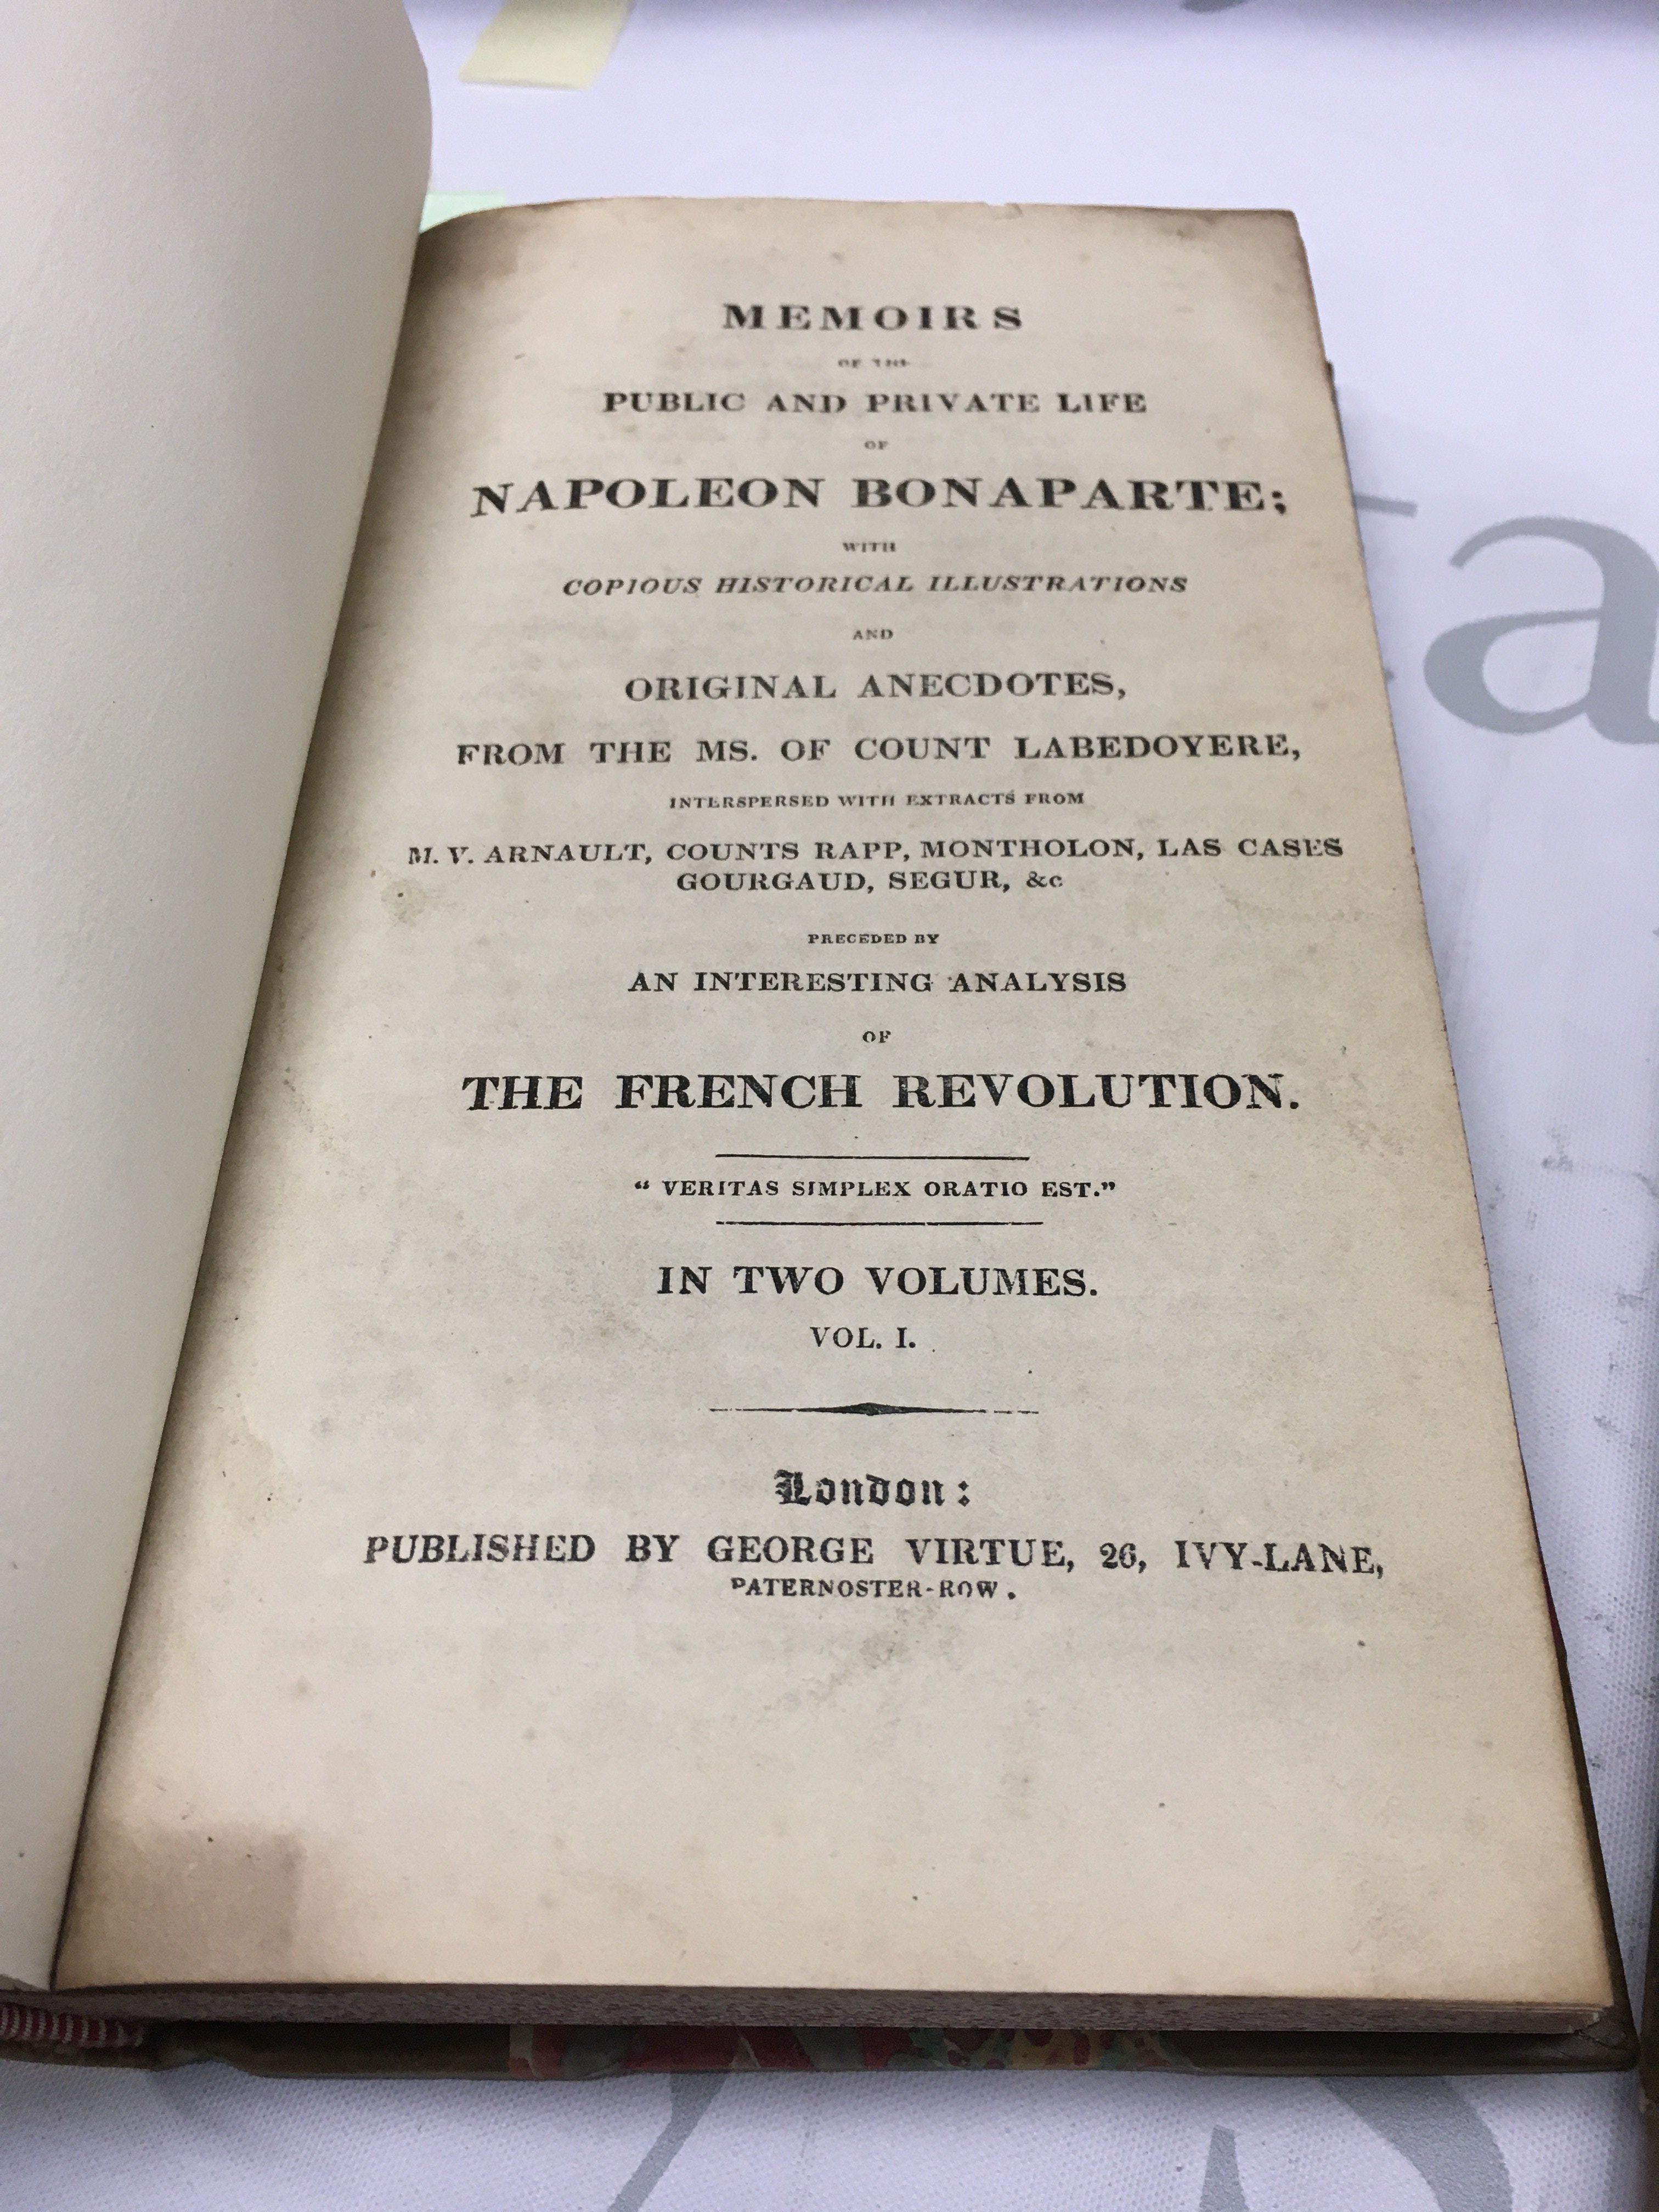 MEMOIRS
OF THE
PUBLIC AND PRIVATE LIFE
OF
NAPOLEON BONAPARTE;
WITH
COPIOUS HISTORICAL ILLUSTRATIONS
AND
ORIGINAL ANECDOTES,
FROM THE MS. OF COUNT LABEDOYERE,
INTERSPERSED WITH EXTRACTS FROM
M. V. ARNAULT, COUNTS RAPP, MONTHOLON, LAS CASES
GOURGAUD, SEGUR, &c
PRECEDED BY
AN INTERESTING ANALYSIS
OF
THE FRENCH REVOLUTION.
“ VERITAS SIMPLEX ORATIO EST.”
IN TWO VOLUMES.
VOL. I.
London:
PUBLISHED BY GEORGE VIRTUE, 26, IVY-LANE,
PATERNOSTER-ROW.